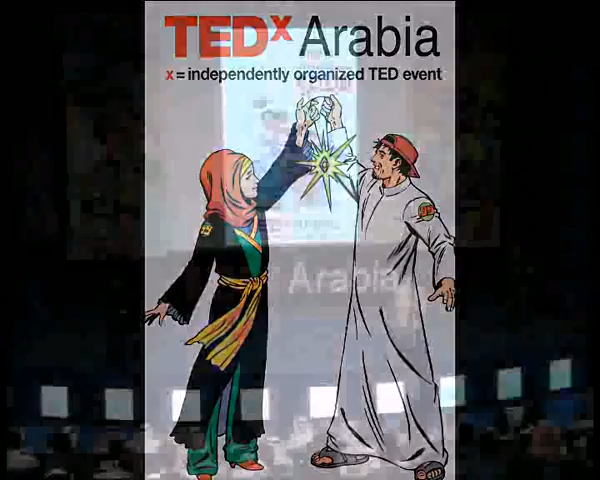 TEDx Arabia
x = independently organized TED event
Arabia